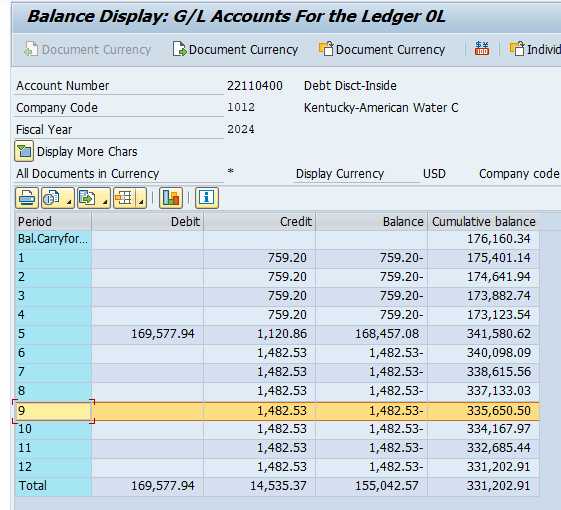 Balance Display: G/L Accounts For the Ledger 0L
Document Currency Document Currency Document Currency Individ
Account Number 22110400 Debt Disct-Inside
Company Code 1012 Kentucky-American Water C
Fiscal Year 2024
Display More Chars
All Documents in Currency * Display Currency USD Company code
Period Debit Credit Balance Cumulative balance
Bal.Carryfor... 176,160.34
1 759.20 759.20- 175,401.14
2 759.20 759.20- 174,641.94
3 759.20 759.20- 173,882.74
4 759.20 759.20- 173,123.54
5 169,577.94 1,120.86 168,457.08 341,580.62
6 1,482.53 1,482.53- 340,098.09
7 1,482.53 1,482.53- 338,615.56
8 1,482.53 1,482.53- 337,133.03
9 1,482.53 1,482.53- 335,650.50
10 1,482.53 1,482.53- 334,167.97
11 1,482.53 1,482.53- 332,685.44
12 1,482.53 1,482.53- 331,202.91
Total 169,577.94 14,535.37 155,042.57 331,202.91